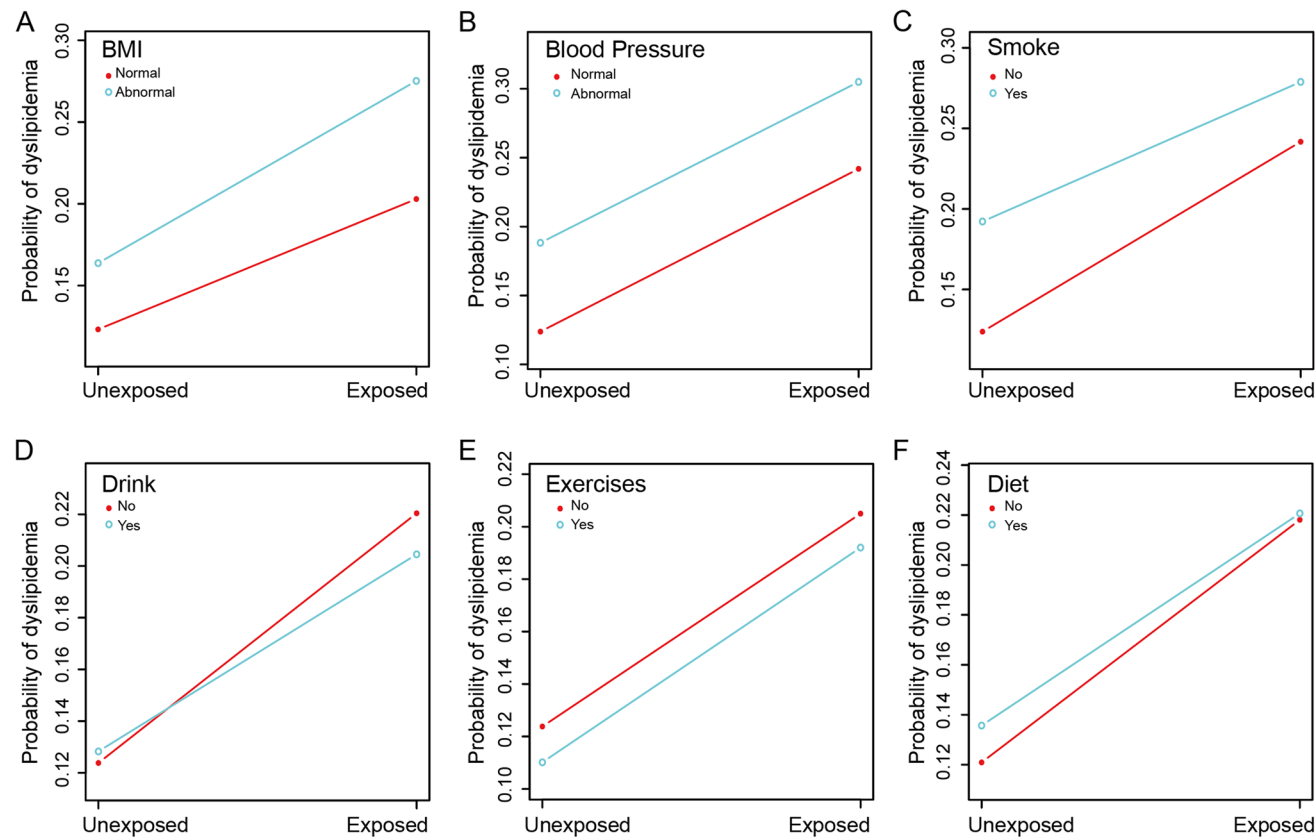 A
BMI
Normal
Abnormal
Probability of dyslipidemia
0.30
0.25
0.20
0.15
Unexposed Exposed
B
Blood Pressure
Normal
Abnormal
Probability of dyslipidemia
0.30
0.25
0.20
0.15
0.10
Unexposed Exposed
C
Smoke
No
Yes
Probability of dyslipidemia
0.30
0.25
0.20
0.15
Unexposed Exposed
D
Drink
No
Yes
Probability of dyslipidemia
0.22
0.20
0.18
0.16
0.14
0.12
Unexposed Exposed
E
Exercises
No
Yes
Probability of dyslipidemia
0.22
0.20
0.18
0.16
0.14
0.12
0.10
Unexposed Exposed
F
Diet
No
Yes
Probability of dyslipidemia
0.24
0.22
0.20
0.18
0.16
0.14
0.12
Unexposed Exposed